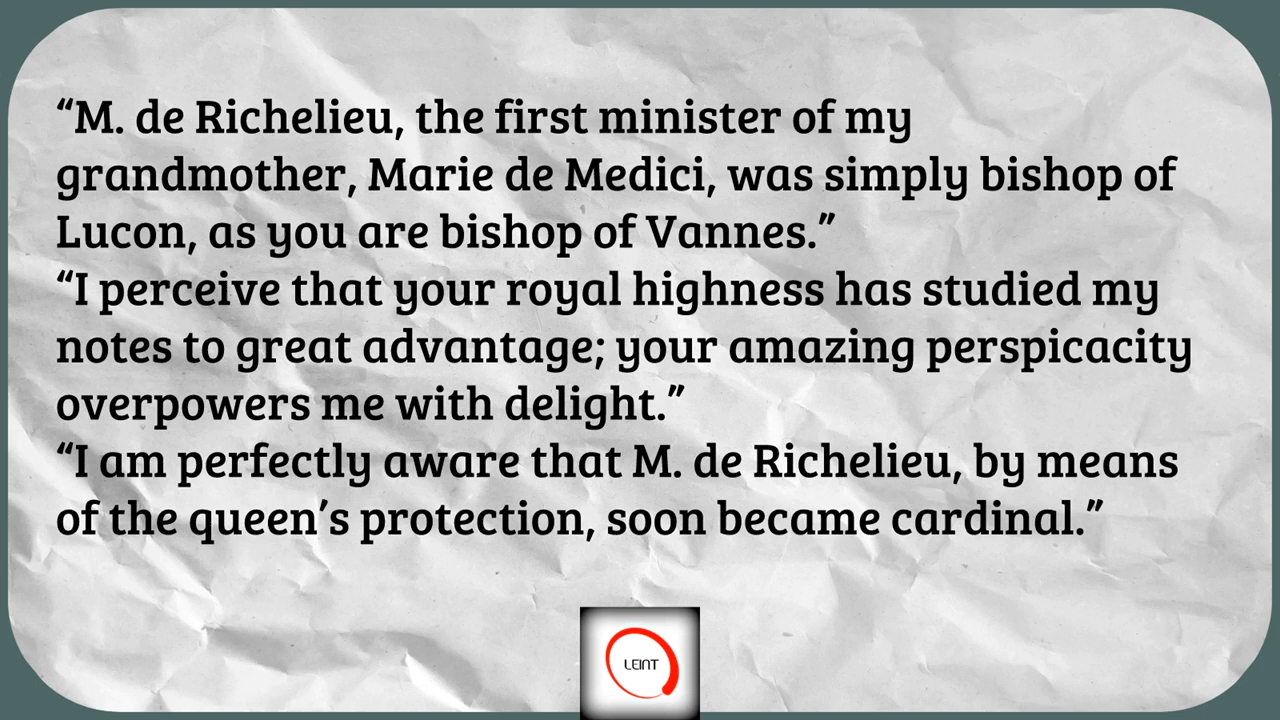 “M. de Richelieu, the first minister of my
grandmother, Marie de Medici, was simply bishop of
Lucon, as you are bishop of Vannes.”
“I perceive that your royal highness has studied my
notes to great advantage; your amazing perspicacity
overpowers me with delight.”
“I am perfectly aware that M. de Richelieu, by means
of the queen’s protection, soon became cardinal.”
LEINT